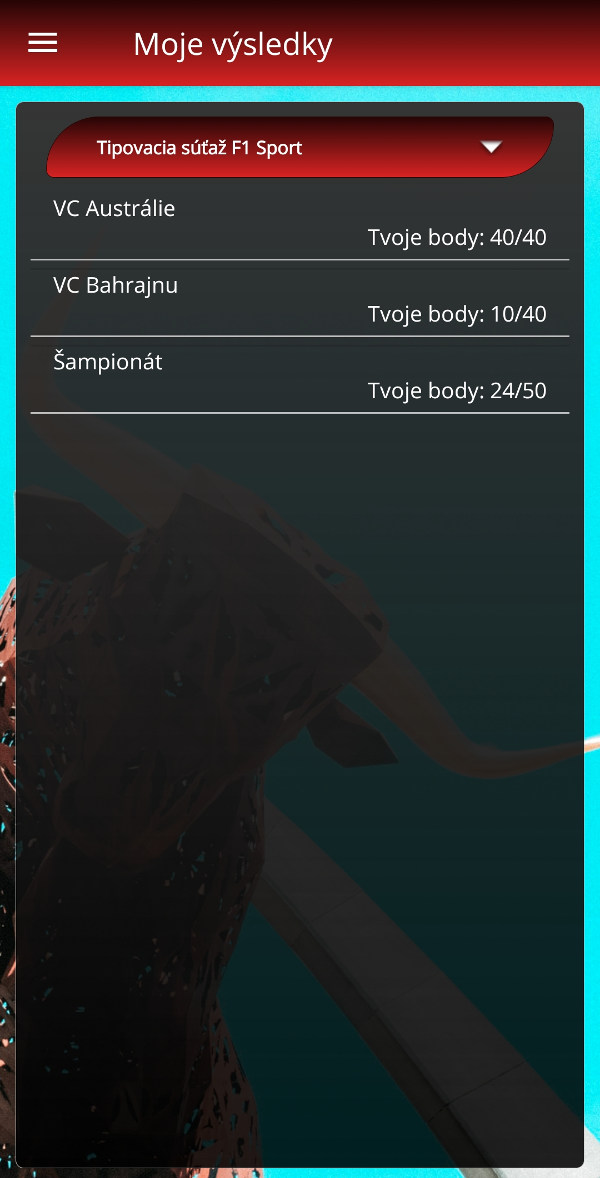 Moje výsledky
Tipovacia súťaž F1 Sport
VC Austrálie
Tvoje body: 40/40
VC Bahrajnu
Tvoje body: 10/40
Šampionát
Tvoje body: 24/50